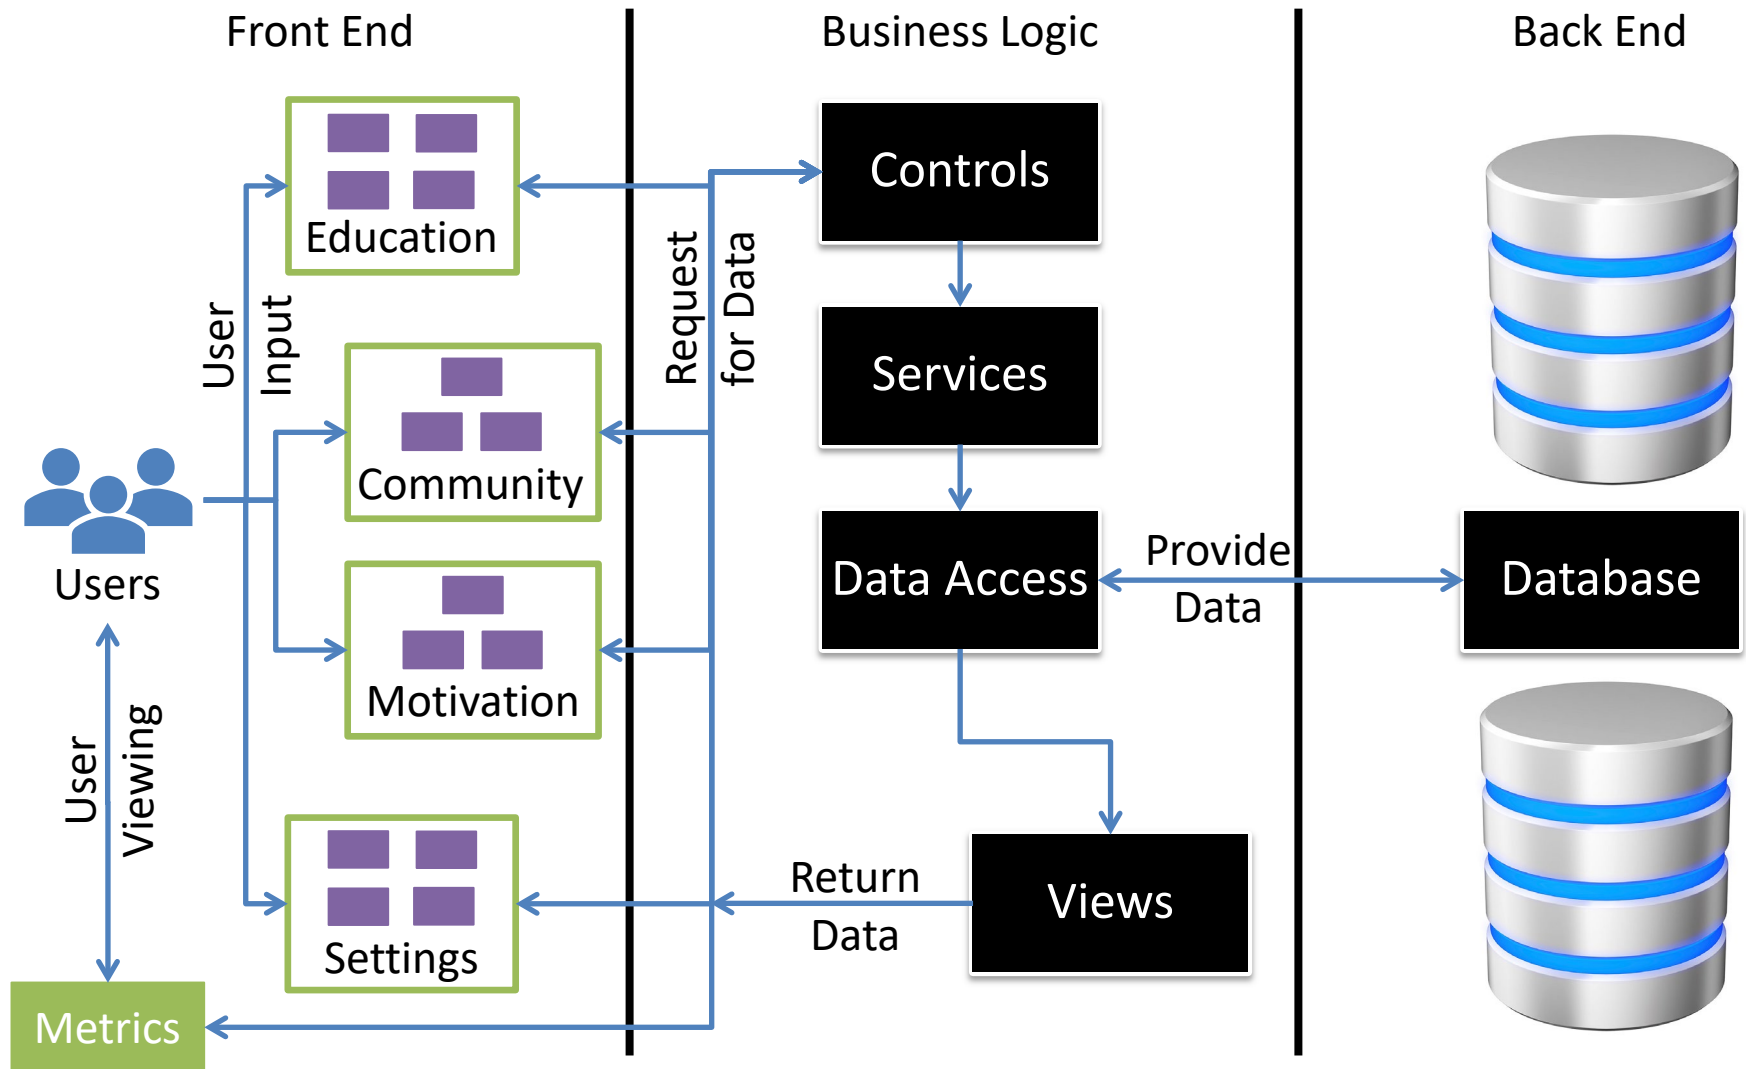 Front End
Business Logic
Back End
Education
User
Input
Community
Users
Motivation
User
Viewing
Settings
Metrics
Request
for Data
Controls
Services
Data Access
Provide
Data
Database
Return
Data
Views